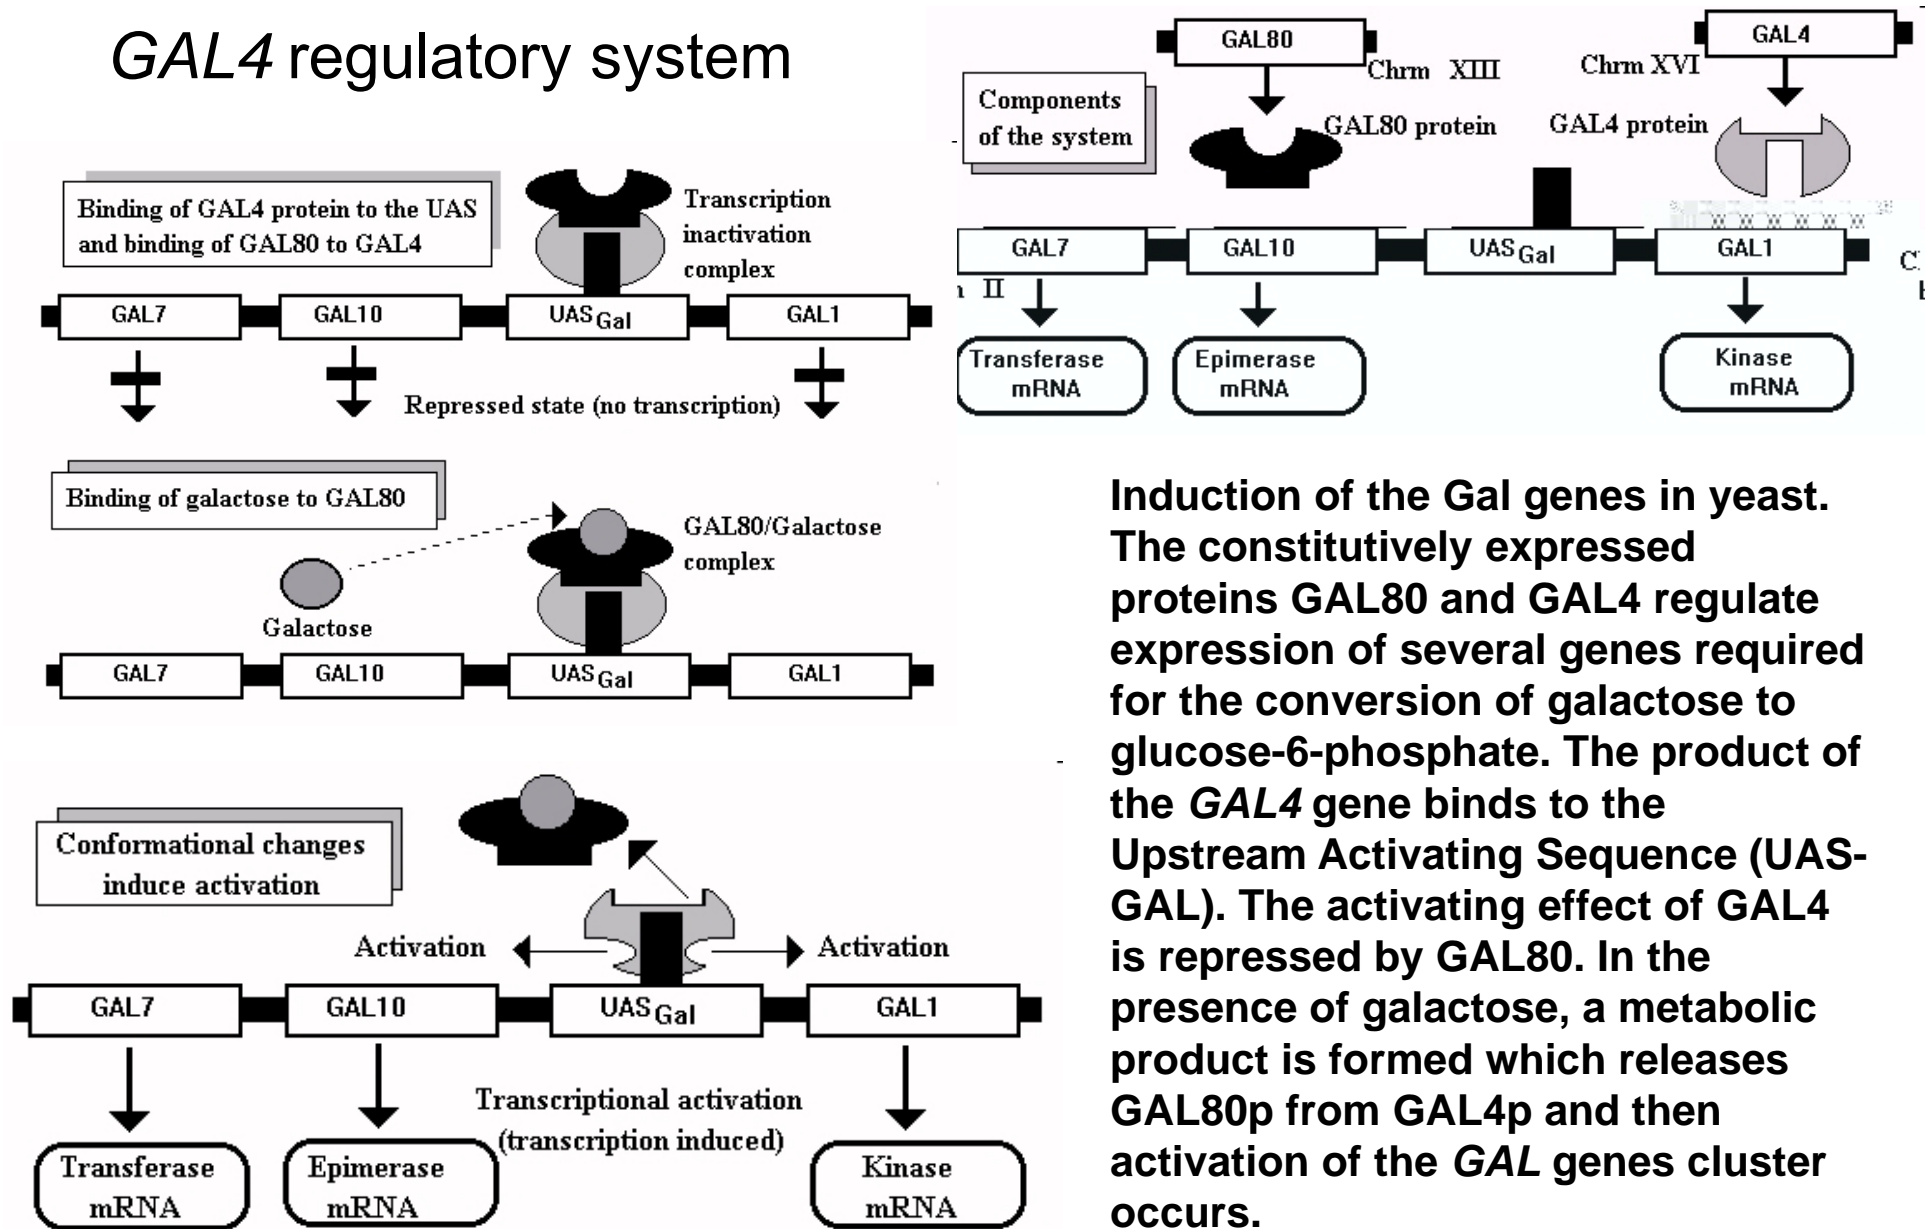 GAL4 regulatory system
GAL80
Chrm XIII
GAL4
Chrm XVI
Components
of the system
GAL80 protein
GAL4 protein
GAL7
GAL10
UAS Gal
GAL1
II
Transferase
mRNA
Epimerase
mRNA
Kinase
mRNA
Binding of GAL4 protein to the UAS
and binding of GAL80 to GAL4
Transcription
inactivation
complex
GAL7
GAL10
UAS Gal
GAL1
Repressed state (no transcription)
Binding of galactose to GAL80
GAL80/Galactose
complex
Galactose
GAL7
GAL10
UAS Gal
GAL1
Conformational changes
induce activation
Activation
Activation
GAL7
GAL10
UAS Gal
GAL1
Transcriptional activation
(transcription induced)
Transferase
mRNA
Epimerase
mRNA
Kinase
mRNA
Induction of the Gal genes in yeast.
The constitutively expressed
proteins GAL80 and GAL4 regulate
expression of several genes required
for the conversion of galactose to
glucose-6-phosphate. The product of
the GAL4 gene binds to the
Upstream Activating Sequence (UAS-
GAL). The activating effect of GAL4
is repressed by GAL80. In the
presence of galactose, a metabolic
product is formed which releases
GAL80p from GAL4p and then
activation of the GAL genes cluster
occurs.